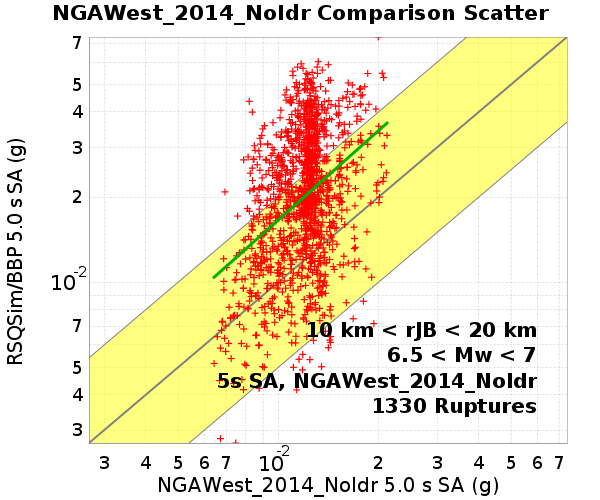 NGAWest_2014_NoIdr Comparison Scatter
RSQSim/BBP 5.0 s SA (g)
7
5
4
3
2
10-2
7
5
4
3
10 km < rJB < 20 km
6.5 < Mw < 7
5s SA, NGAWest_2014_NoIdr
1330 Ruptures
3 4 5 6 7 10-2 2 3 4 5 6 7
NGAWest_2014_NoIdr 5.0 s SA (g)